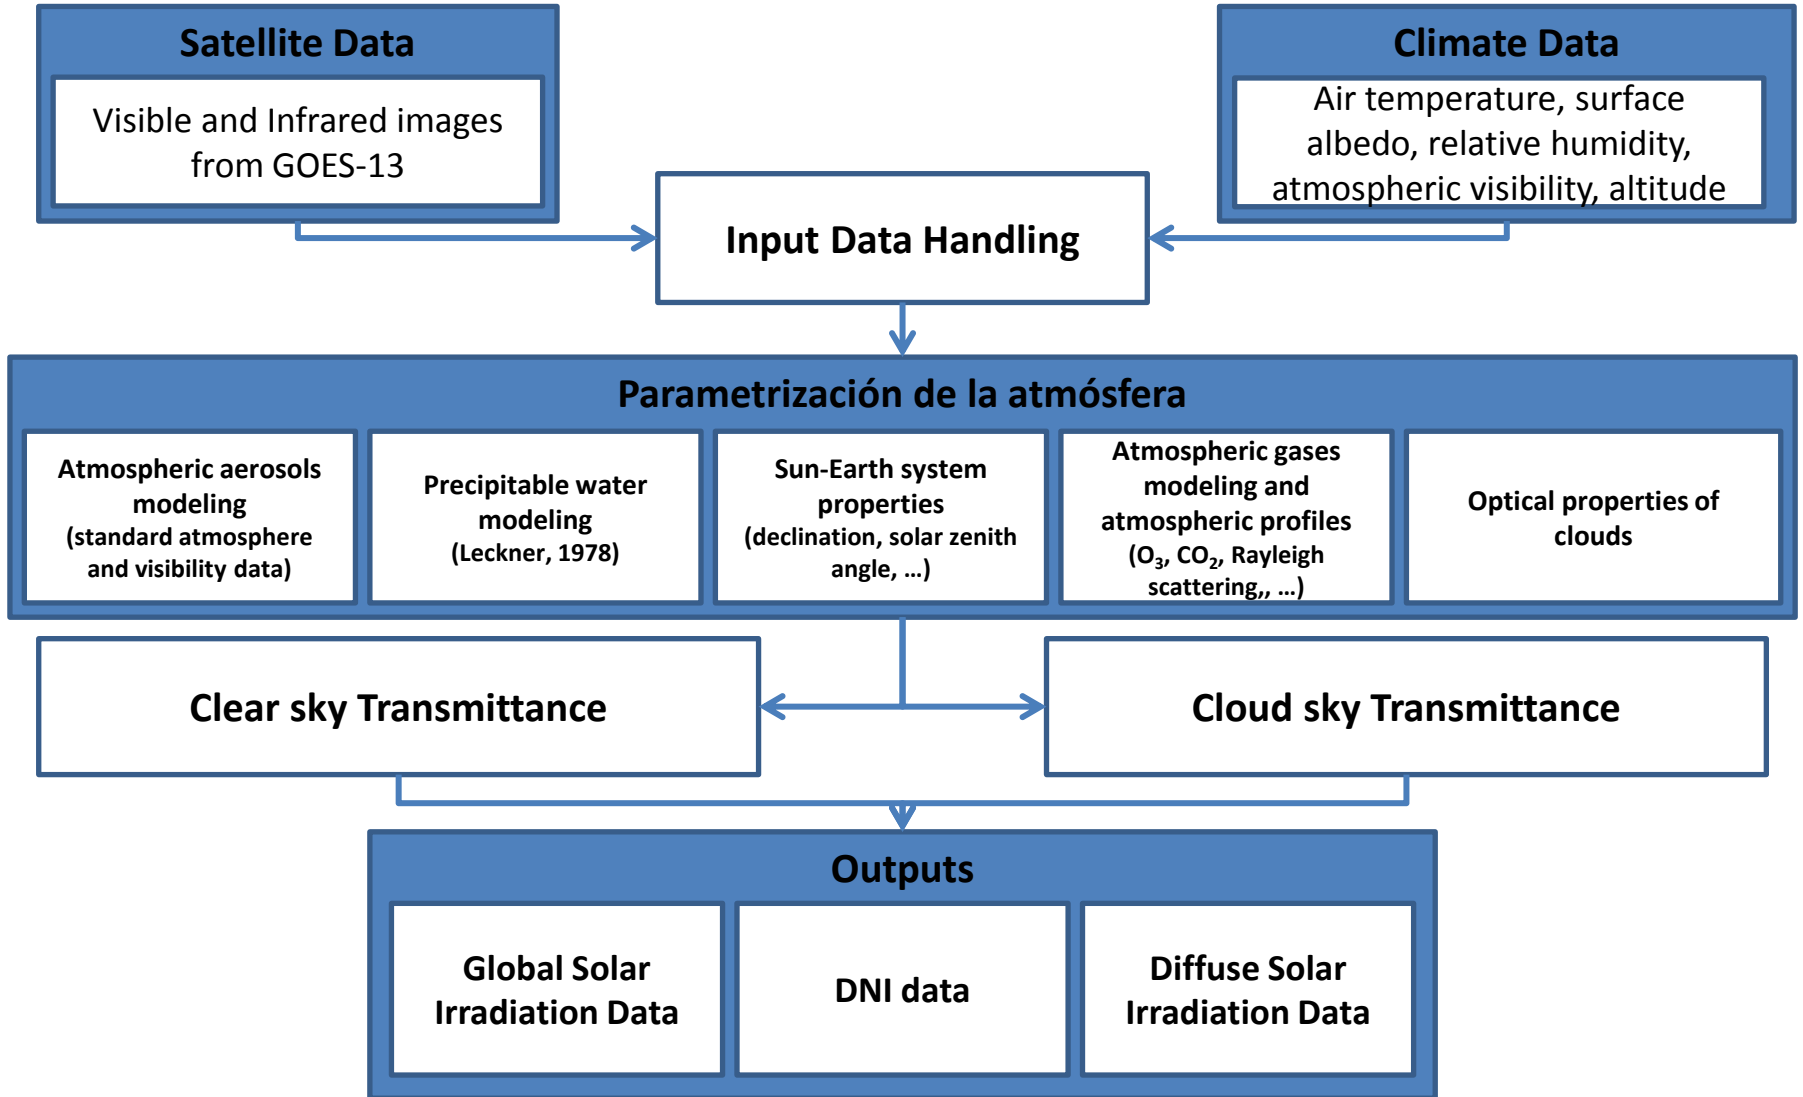 Satellite Data
Visible and Infrared images
from GOES-13
Climate Data
Air temperature, surface
albedo, relative humidity,
atmospheric visibility, altitude
Input Data Handling
Parametrización de la atmósfera
Atmospheric aerosols
modeling
(standard atmosphere
and visibility data)
Precipitable water
modeling
(Leckner, 1978)
Sun-Earth system
properties
(declination, solar zenith
angle, ...)
Atmospheric gases
modeling and
atmospheric profiles
(O₃, CO₂, Rayleigh
scattering,, ...)
Optical properties of
clouds
Clear sky Transmittance
Cloud sky Transmittance
Outputs
Global Solar
Irradiation Data
DNI data
Diffuse Solar
Irradiation Data